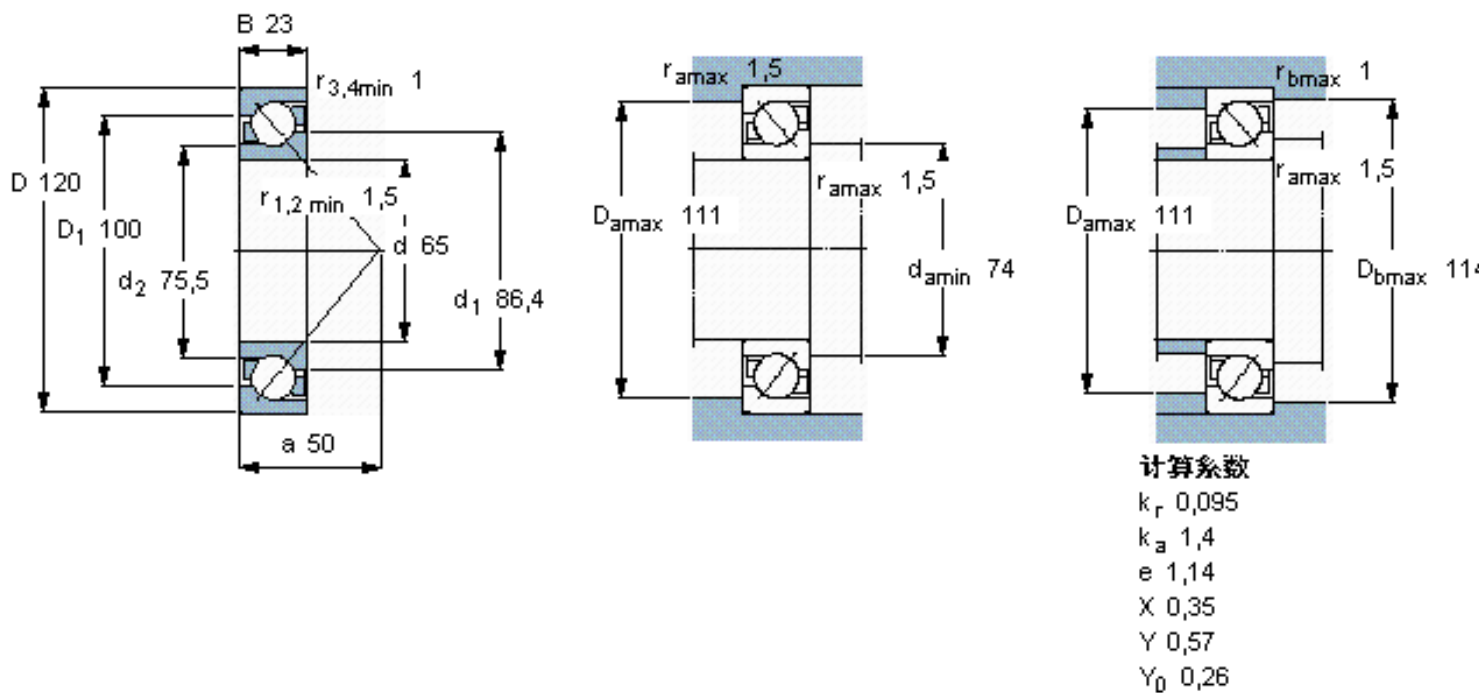 B 23
r3,4min 1
D 120
D1 100
d2 75,5
r1,2 min 1,5
d 65
d1 86,4
a 50
ramax 1,5
Damax 111
ramax 1,5
damin 74
rbmax 1
ramax 1,5
Damax 111
Dbmax 114
计算系数
kr 0,095
ka 1,4
e 1,14
X 0,35
Y 0,57
Y0 0,26